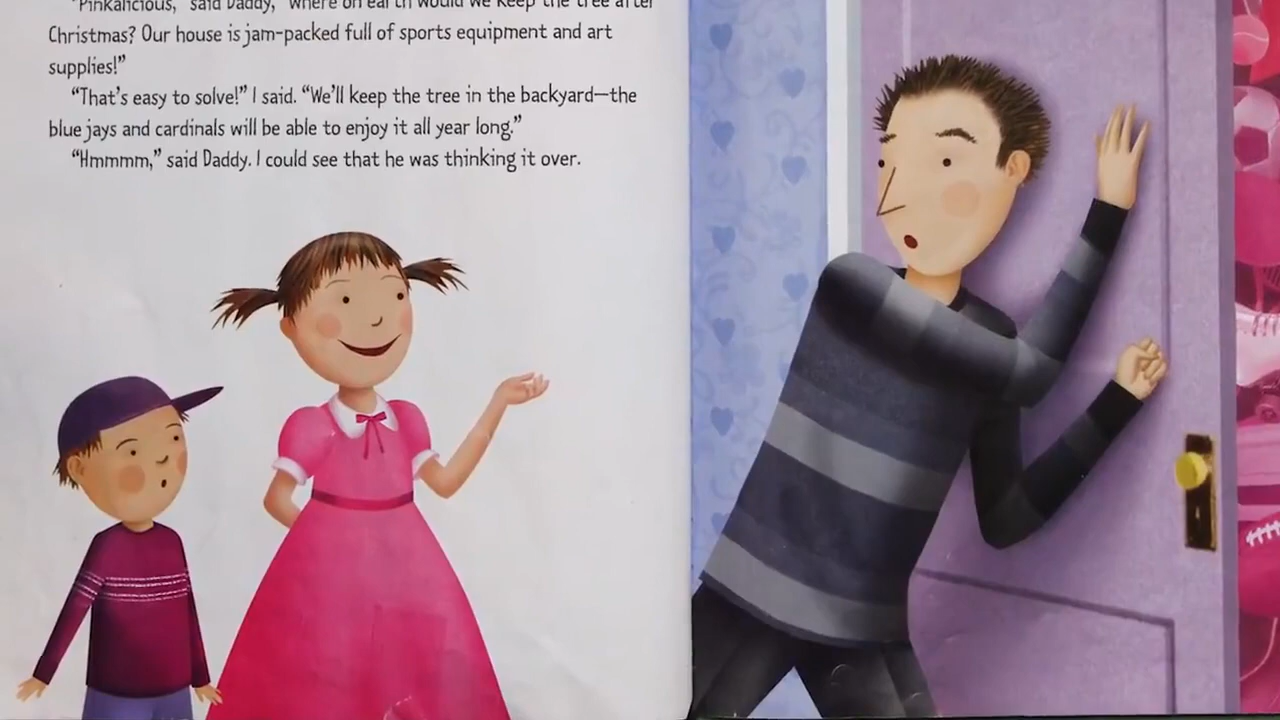 "Pinkalicious," said Daddy, "where on earth would we keep the tree after
Christmas? Our house is jam-packed full of sports equipment and art
supplies!"
"That's easy to solve!" I said. "We'll keep the tree in the backyard—the
blue jays and cardinals will be able to enjoy it all year long."
"Hmmmm," said Daddy. I could see that he was thinking it over.